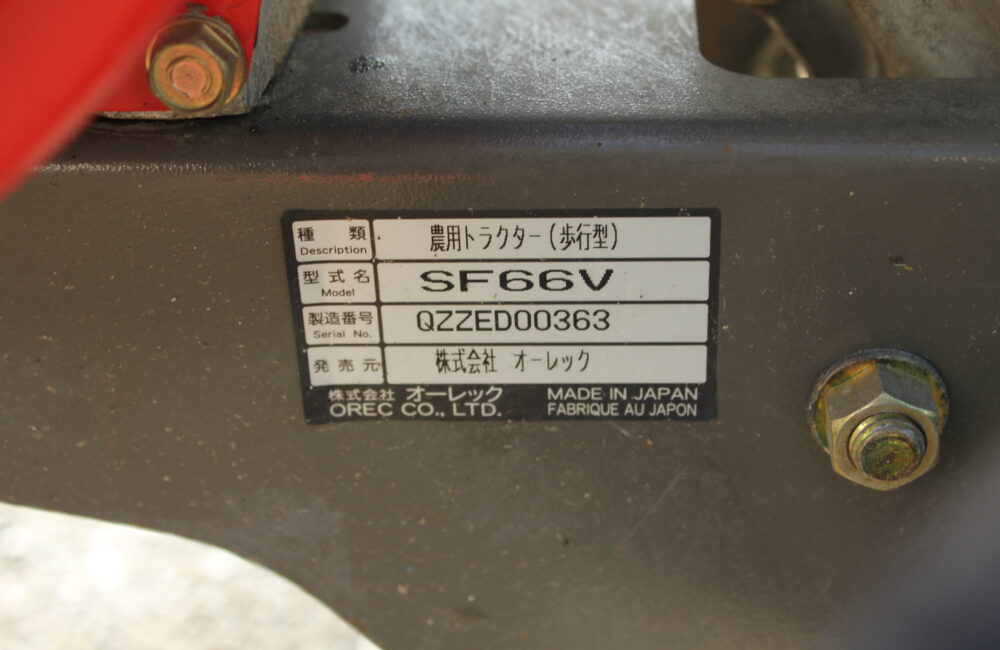 種 類 農用トラクター(歩行型)
Description
型式名 SF66V
Model
製造番号 QZZED00363
Serial No.
発売元 株式会社 オーレック
株式会社 オーレック MADE IN JAPAN
OREC CO., LTD. FABRIQUE AU JAPON